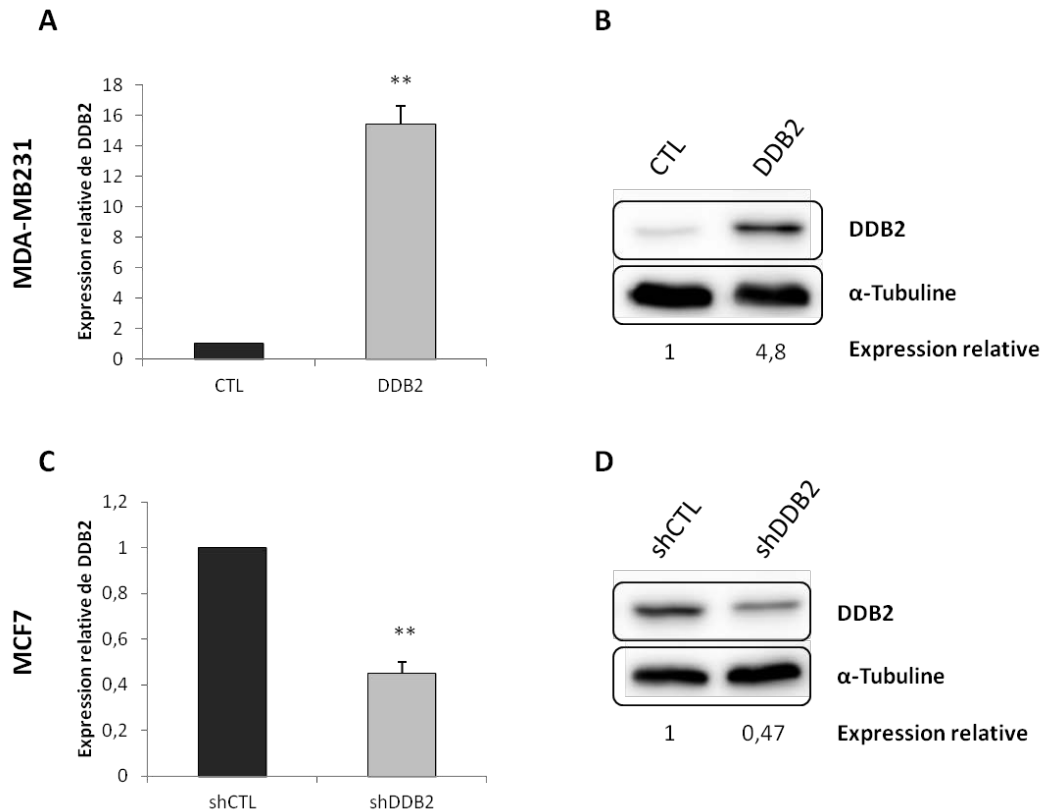 A
MDA-MB231
Expression relative de DDB2
18
16
14
12
10
8
6
4
2
0
**
CTL
DDB2
B
CTL
DDB2
DDB2
α-Tubuline
1
4,8
Expression relative
C
MCF7
Expression relative de DDB2
1,2
1
0,8
0,6
0,4
0,2
0
**
shCTL
shDDB2
D
shCTL
shDDB2
DDB2
α-Tubuline
1
0,47
Expression relative